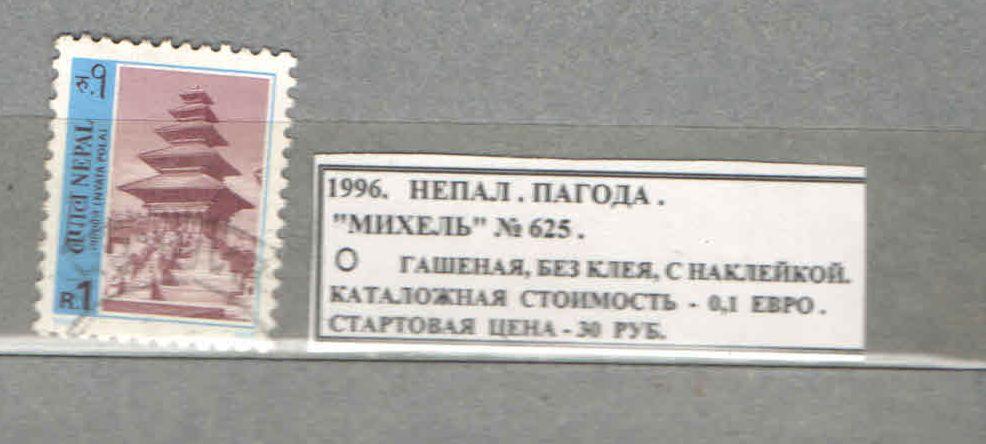 नेपाल NEPAL
NYATAPOLA
R 1
1996. НЕПАЛ . ПАГОДА .
"МИХЕЛЬ" № 625 .
О ГАШЕНАЯ, БЕЗ КЛЕЯ, С НАКЛЕЙКОЙ.
КАТАЛОЖНАЯ СТОИМОСТЬ - 0,1 ЕВРО .
СТАРТОВАЯ ЦЕНА - 30 РУБ.